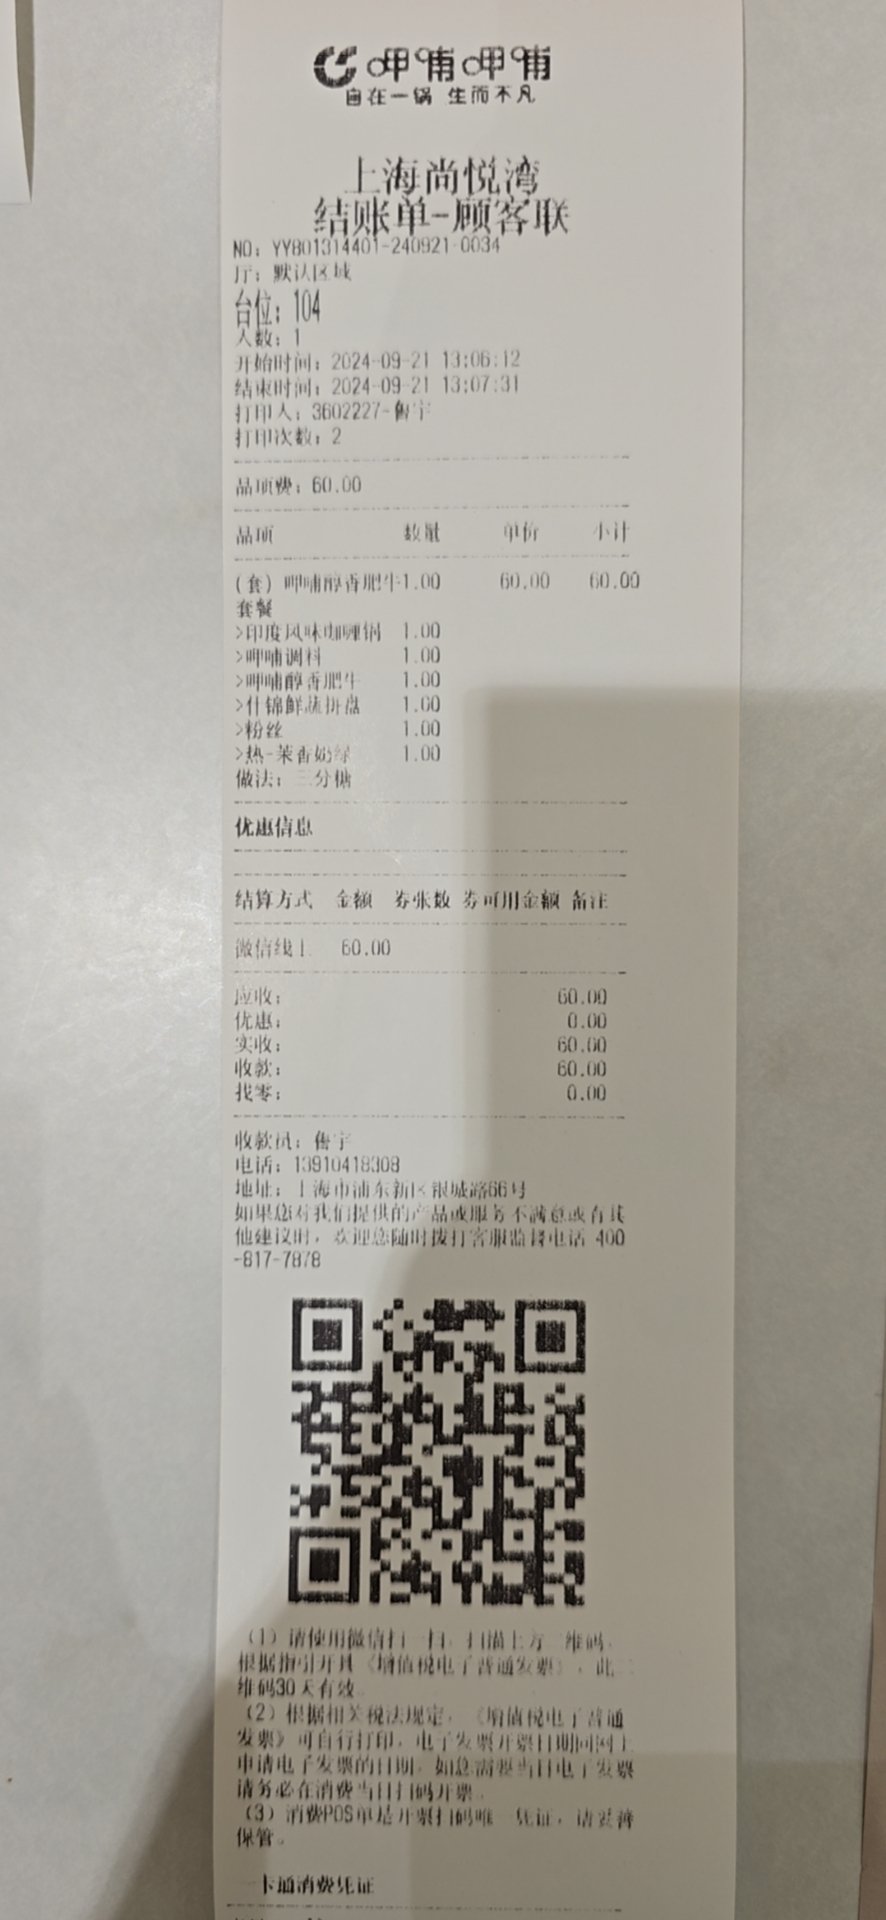 呷哺呷哺
自在一锅 生而不凡
上海尚悦湾
结账单-顾客联
NO: YY801314401-240921-0034
厅: 默认区域
台位: 104
人数: 1
开始时间: 2024-09-21 13:06:12
结束时间: 2024-09-21 13:07:31
打印人: 3602227-鲁宇
打印次数: 2
品项费: 60.00
品项 数量 单价 小计
(套) 呷哺醇香肥牛1.00 60.00 60.00
套餐
>印度风味咖喱锅 1.00
>呷哺调料 1.00
>呷哺醇香肥牛 1.00
>什锦鲜蔬拼盘 1.00
>粉丝 1.00
>热-茉香奶绿 1.00
做法: 三分糖
优惠信息
结算方式 金额 券张数 券可用金额 备注
微信线上 60.00
应收: 60.00
优惠: 0.00
实收: 60.00
收款: 60.00
找零: 0.00
收款员: 鲁宇
电话: 13910418308
地址: 上海市浦东新区银城路66号
如果您对我们提供的产品或服务不满意或有其
他建议时，欢迎您随时拨打客服监督电话 400
-817-7878
(1) 请使用微信扫一扫，扫描上方二维码，
根据指引开具《增值税电子普通发票》，此二
维码30天有效。
(2) 根据相关税法规定，《增值税电子普通
发票》可自行打印，电子发票开票日期同网上
申请电子发票的日期，如您需要当日电子发票
请务必在消费当日扫码开票。
(3) 消费POS单是开票扫码唯一凭证，请妥善
保管。
一卡通消费凭证